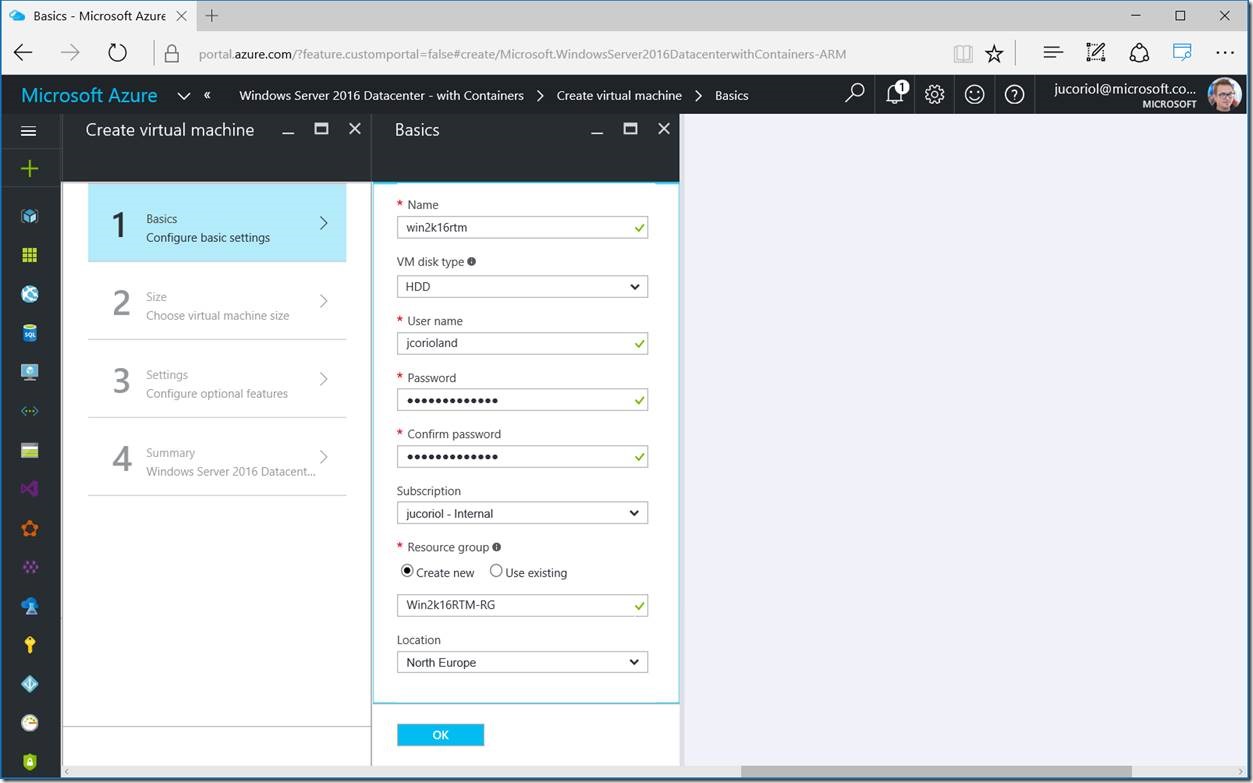 Basics - Microsoft Azure
portal.azure.com/?feature.customportal=false#create/Microsoft.WindowsServer2016DatacenterwithContainers-ARM
Microsoft Azure
«
Windows Server 2016 Datacenter - with Containers > Create virtual machine > Basics
1
jucoriol@microsoft.co...
MICROSOFT
Create virtual machine
1
Basics
Configure basic settings
2
Size
Choose virtual machine size
3
Settings
Configure optional features
4
Summary
Windows Server 2016 Datacent...
Basics
* Name
win2k16rtm
VM disk type
HDD
* User name
jcorioland
* Password
•••••••••••••
* Confirm password
•••••••••••••
Subscription
jucoriol - Internal
* Resource group
Create new Use existing
Win2k16RTM-RG
Location
North Europe
OK
SQL